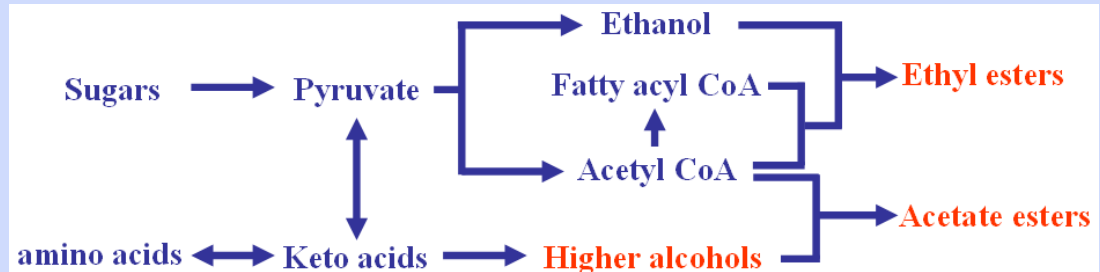 Ethanol
Ethyl esters
Sugars
Pyruvate
Fatty acyl CoA
Acetyl CoA
Acetate esters
amino acids
Keto acids
Higher alcohols